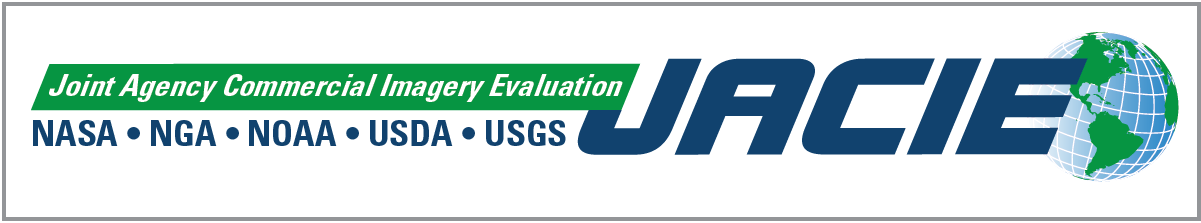 Joint Agency Commercial Imagery Evaluation
NASA • NGA • NOAA • USDA • USGS
JACIE